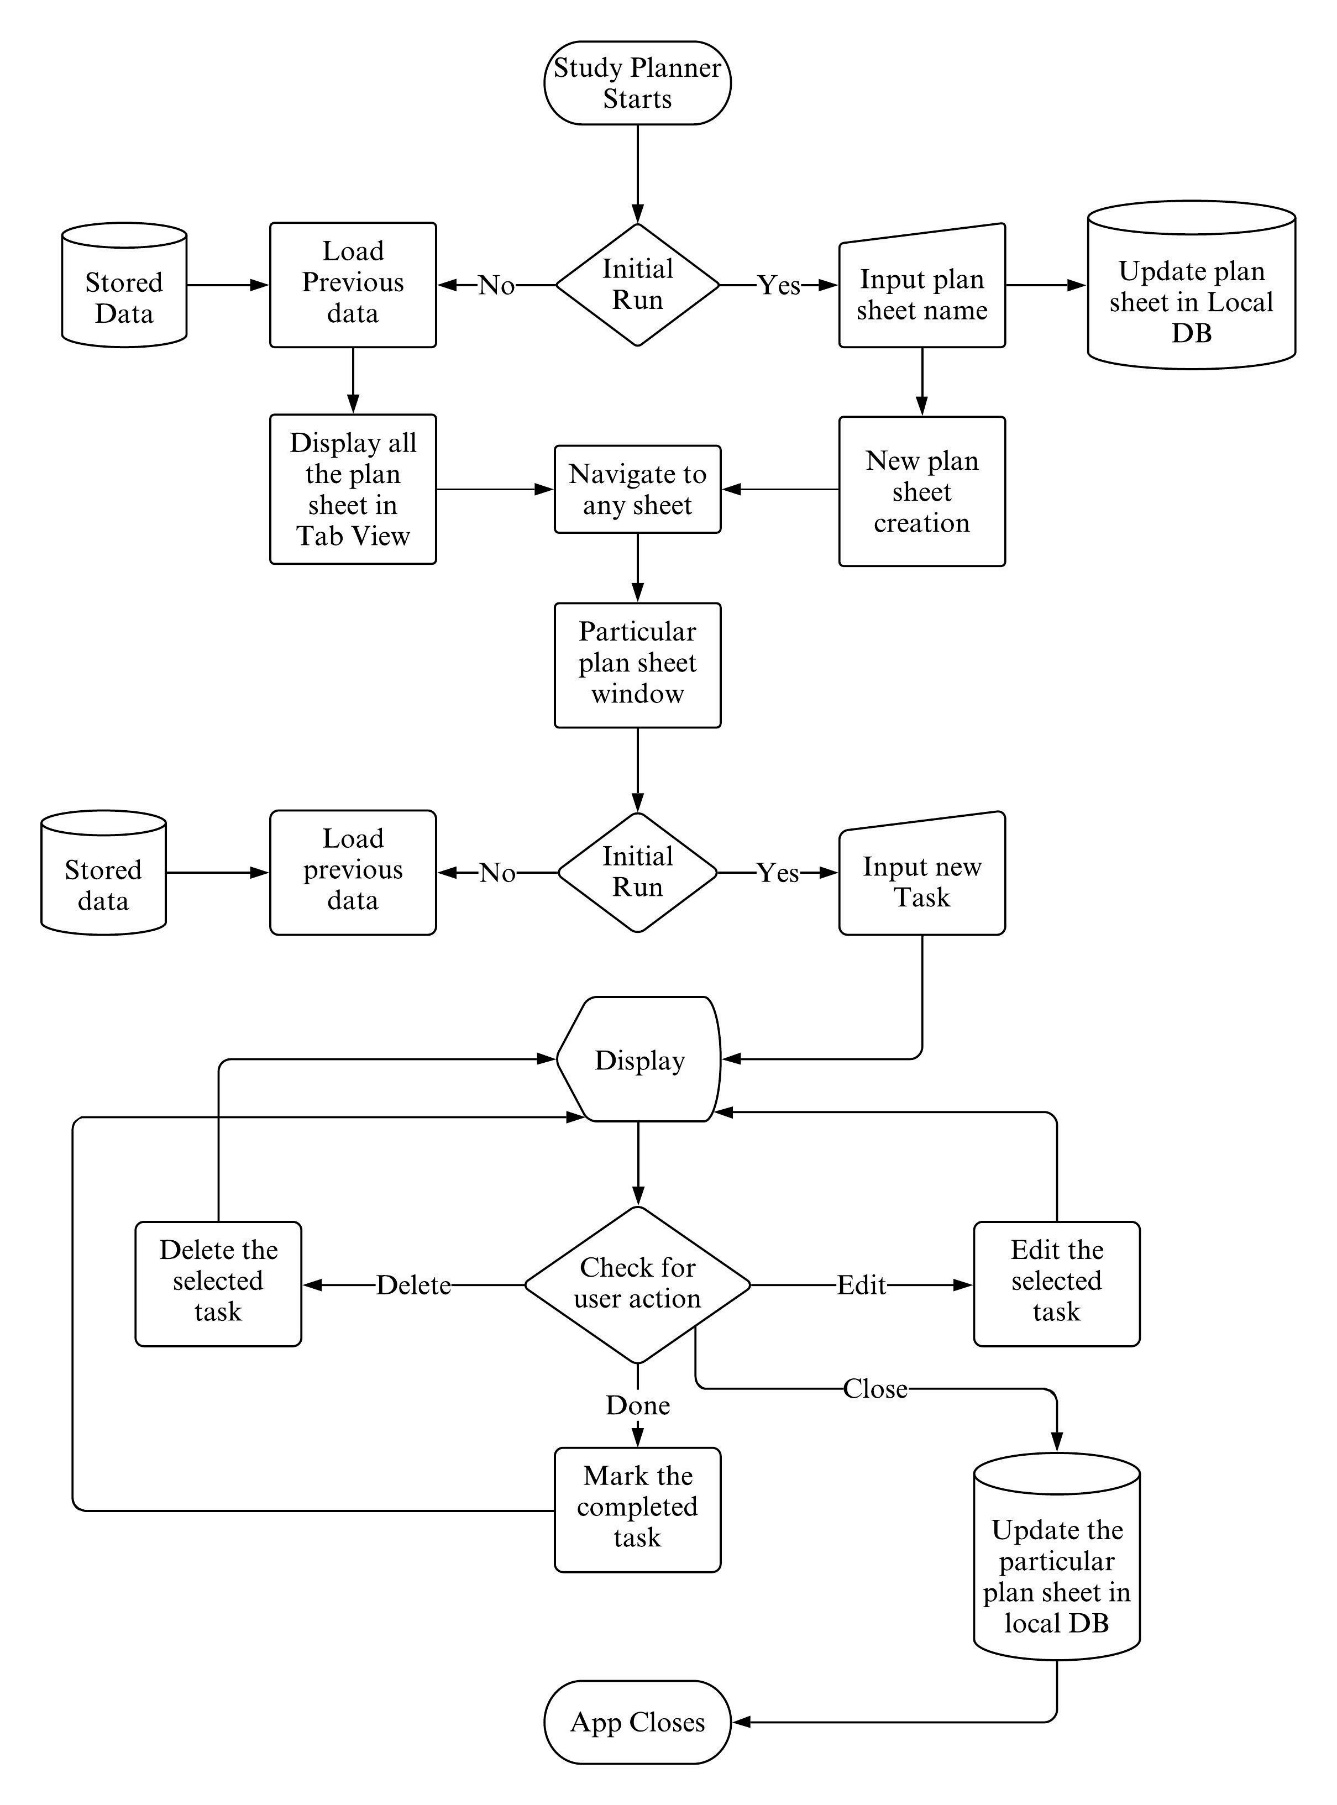 Study Planner
Starts
Stored
Data
Load
Previous
data
No
Initial
Run
Yes
Input plan
sheet name
Update plan
sheet in Local
DB
Display all
the plan
sheet in
Tab View
Navigate to
any sheet
New plan
sheet
creation
Particular
plan sheet
window
Stored
data
Load
previous
data
No
Initial
Run
Yes
Input new
Task
Display
Delete the
selected
task
Delete
Check for
user action
Edit
Edit the
selected
task
Close
Done
Mark the
completed
task
Update the
particular
plan sheet in
local DB
App Closes